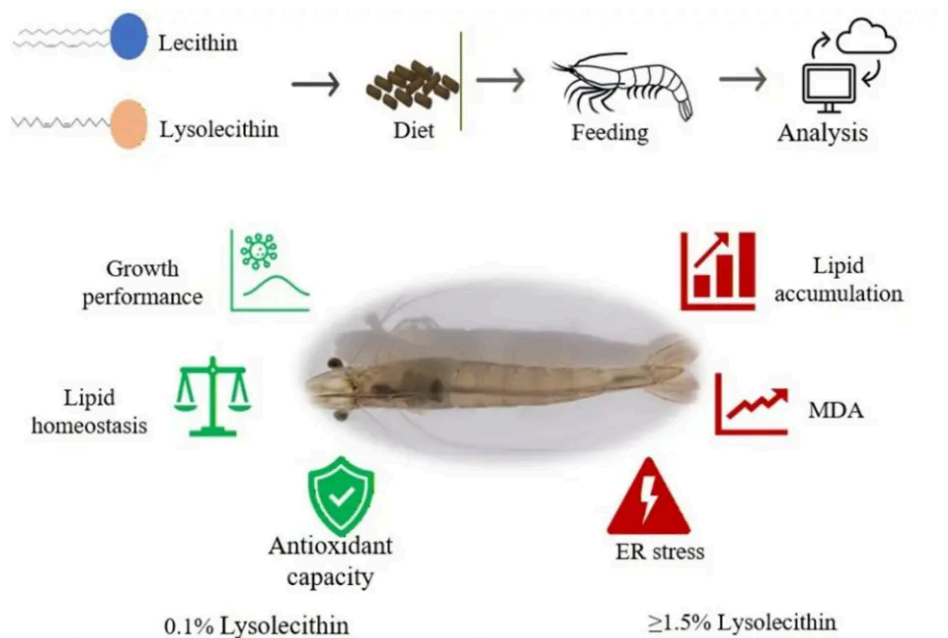 Lecithin
Lysolecithin
Diet
Feeding
Analysis
Growth
performance
Lipid
accumulation
Lipid
homeostasis
MDA
Antioxidant
capacity
ER stress
0.1% Lysolecithin
≥1.5% Lysolecithin